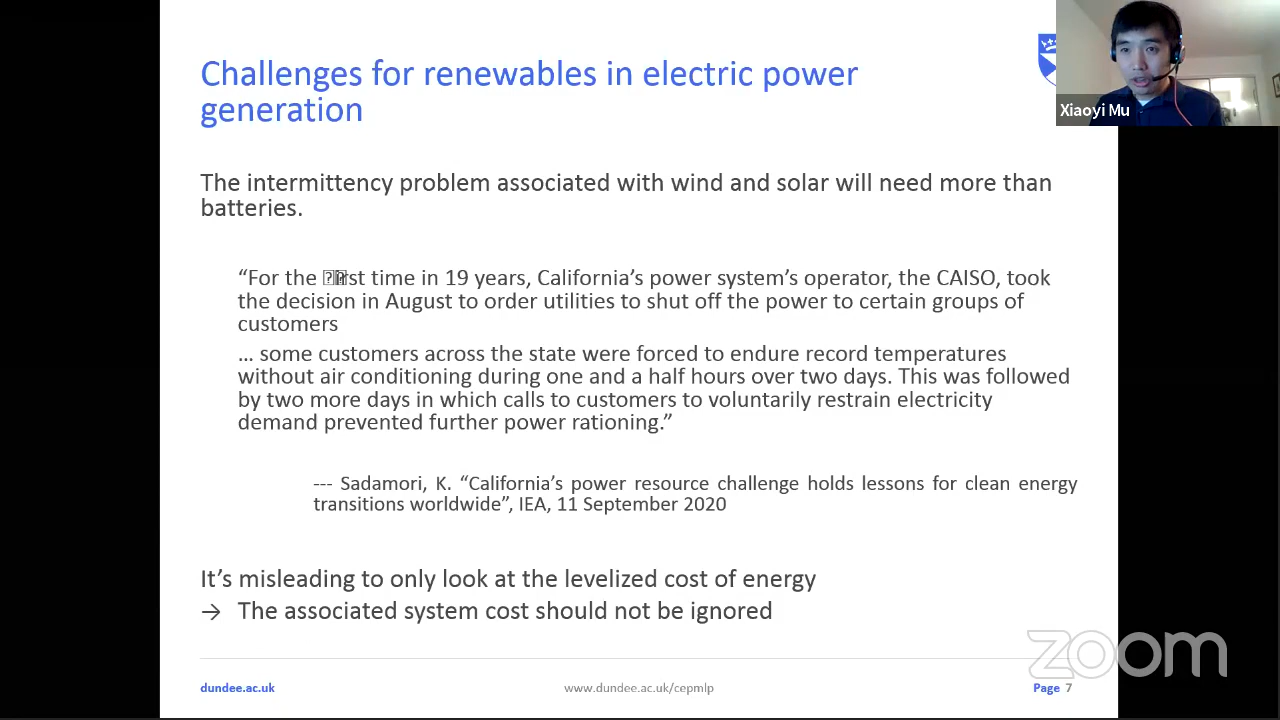 Challenges for renewables in electric power
generation
Xiaoyi Mu
The intermittency problem associated with wind and solar will need more than
batteries.
“For the ��rst time in 19 years, California’s power system’s operator, the CAISO, took
the decision in August to order utilities to shut off the power to certain groups of
customers
… some customers across the state were forced to endure record temperatures
without air conditioning during one and a half hours over two days. This was followed
by two more days in which calls to customers to voluntarily restrain electricity
demand prevented further power rationing.”
--- Sadamori, K. “California’s power resource challenge holds lessons for clean energy
transitions worldwide”, IEA, 11 September 2020
It’s misleading to only look at the levelized cost of energy
→ The associated system cost should not be ignored
zoom
dundee.ac.uk www.dundee.ac.uk/cepmlp Page 7